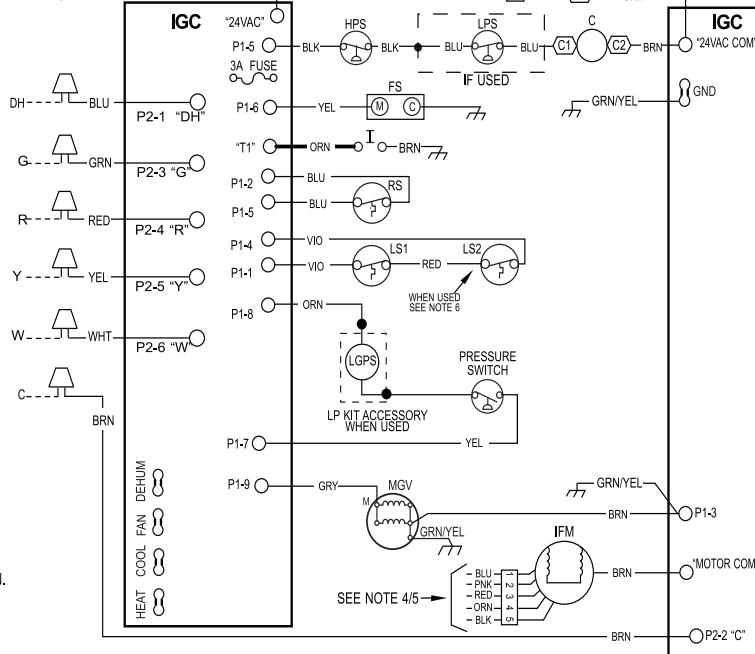 IGC
"24VAC"
HPS
LPS
C
IGC
P1-5
BLK
BLK
BLU
BLU
C1
C2
BRN
"24VAC COM"
IF USED
3A FUSE
FS
GND
P1-6
YEL
M
C
GRN/YEL
DH
BLU
P2-1 "DH"
"T1"
ORN
I
BRN
G
GRN
P2-3 "G"
P1-2
BLU
RS
P1-5
BLU
R
RED
P2-4 "R"
P1-4
VIO
LS1
LS2
P1-1
VIO
RED
Y
YEL
P2-5 "Y"
WHEN USED
SEE NOTE 6
P1-8
ORN
W
WHT
P2-6 "W"
LGPS
PRESSURE
SWITCH
C
LP KIT ACCESSORY
WHEN USED
BRN
P1-7
YEL
P1-9
GRY
MGV
M
GRN/YEL
GRN/YEL
BRN
P1-3
DEHUM
FAN
COOL
HEAT
IFM
BLU 1
PNK 2
RED 3
ORN 4
BLK 5
SEE NOTE 4/5
BRN
"MOTOR COM
BRN
P2-2 "C"